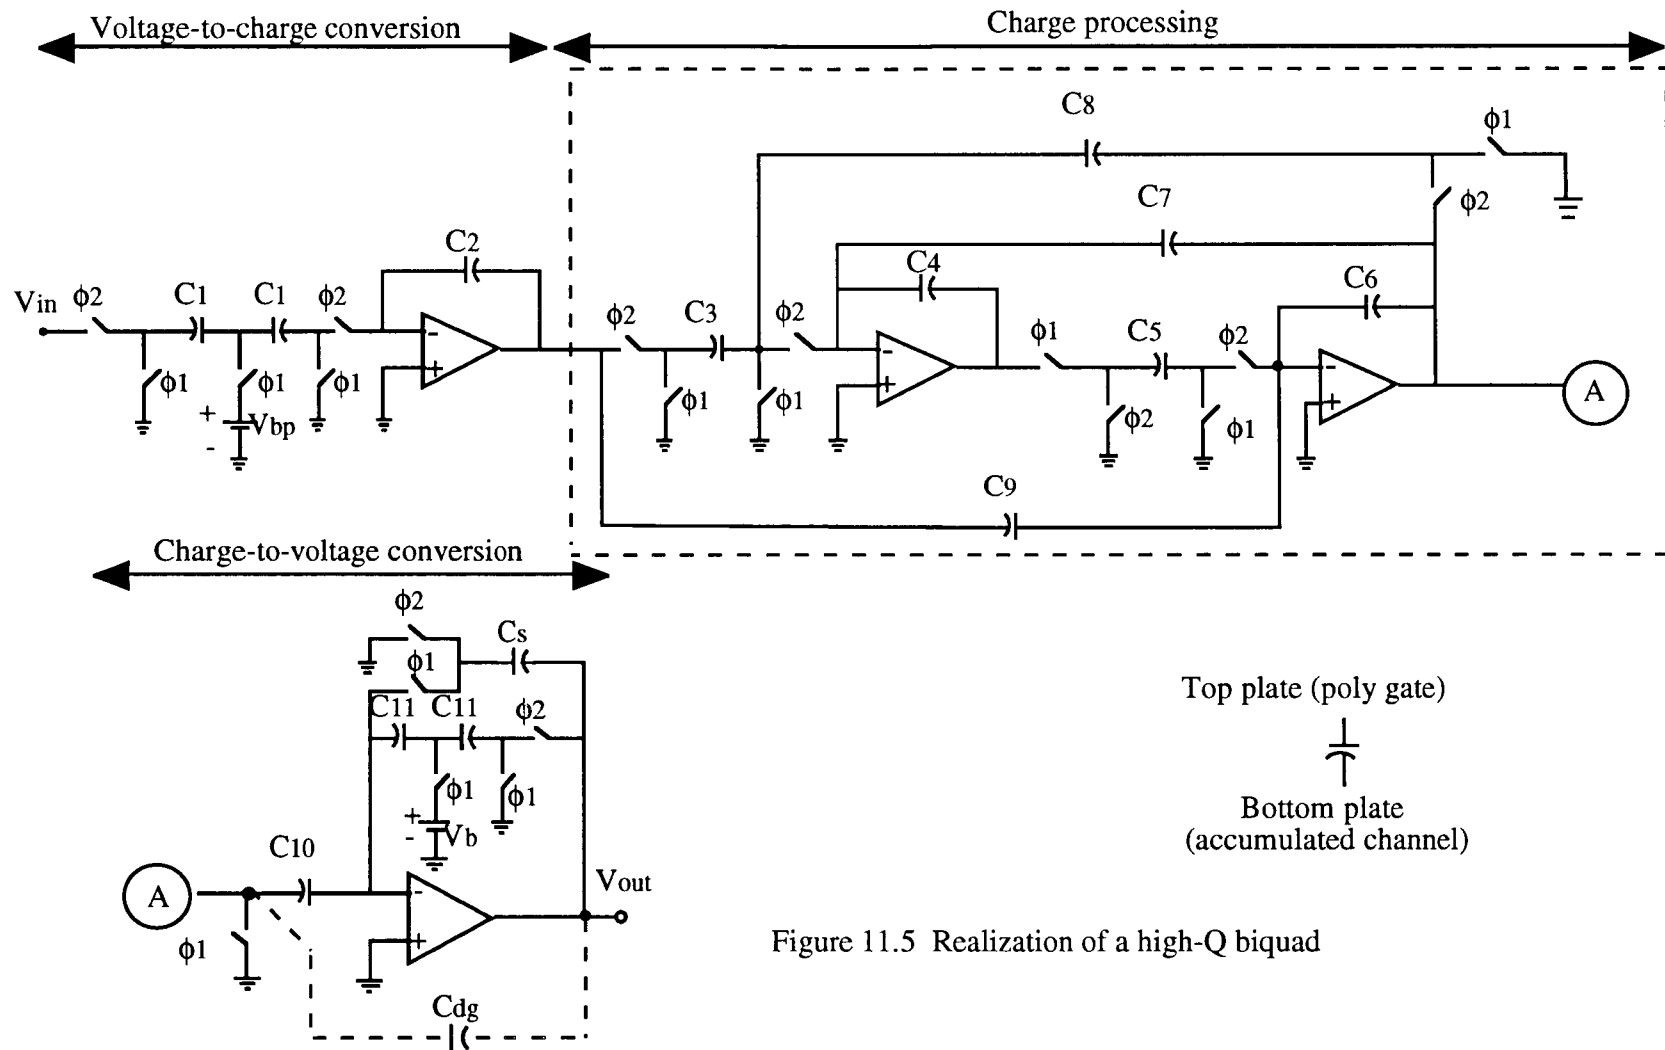 Voltage-to-charge conversion
Charge processing
C8
ϕ1
C7
ϕ2
C2
C4
C6
Vin
ϕ2
C1
C1
ϕ2
ϕ2
C3
ϕ2
ϕ1
C5
ϕ2
-
-
-
+
+
+
ϕ1
ϕ1
ϕ1
ϕ1
ϕ1
ϕ2
ϕ1
A
+
Vbp
-
C9
Charge-to-voltage conversion
ϕ2
Cs
ϕ1
C11
C11
ϕ2
ϕ1
ϕ1
+
Vb
-
C10
A
-
+
Vout
ϕ1
Cdg
Top plate (poly gate)
Bottom plate
(accumulated channel)
Figure 11.5 Realization of a high-Q biquad